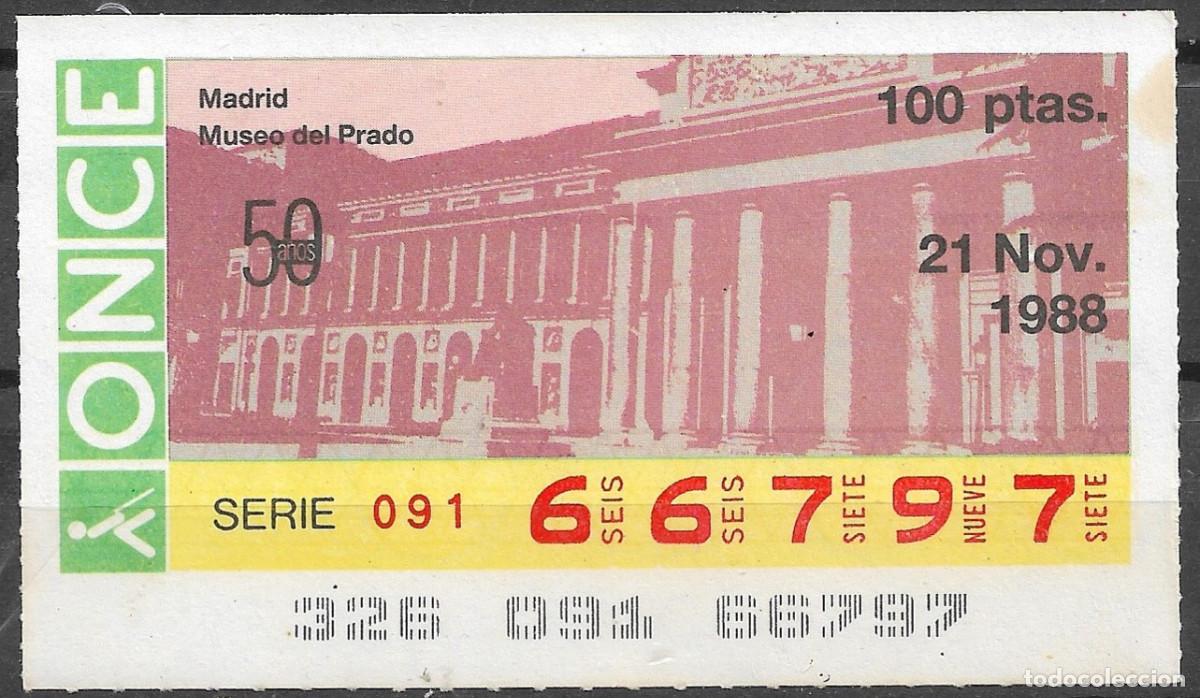 ONCE
Madrid
Museo del Prado
50
años
100 ptas.
21 Nov.
1988
SERIE 091
6 SEIS 6 SEIS 7 SIETE 9 NUEVE 7 SIETE
326 091 66797
todocoleccion